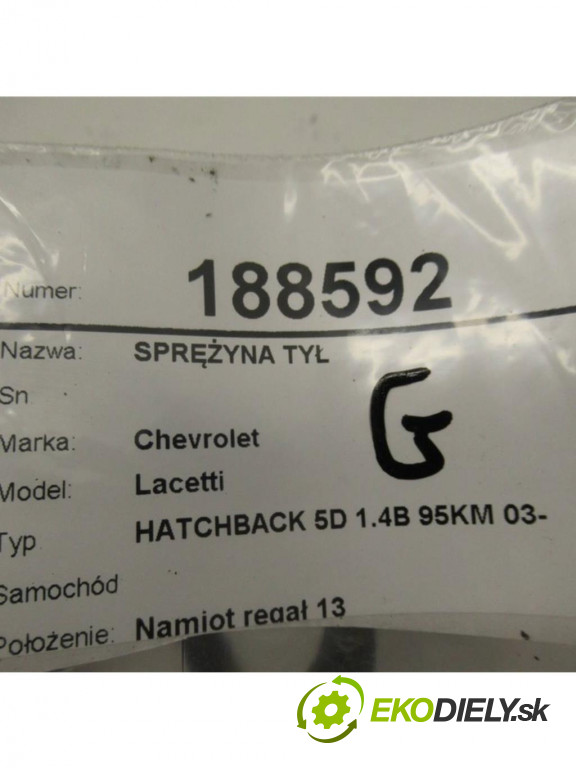 Numer: 188592
Nazwa: SPRĘŻYNA TYŁ
Sn
Marka: Chevrolet
G
Model: Lacetti
Typ HATCHBACK 5D 1.4B 95KM 03-
Samochód
Położenie: Namiot regał 13
EKODIELY.sk